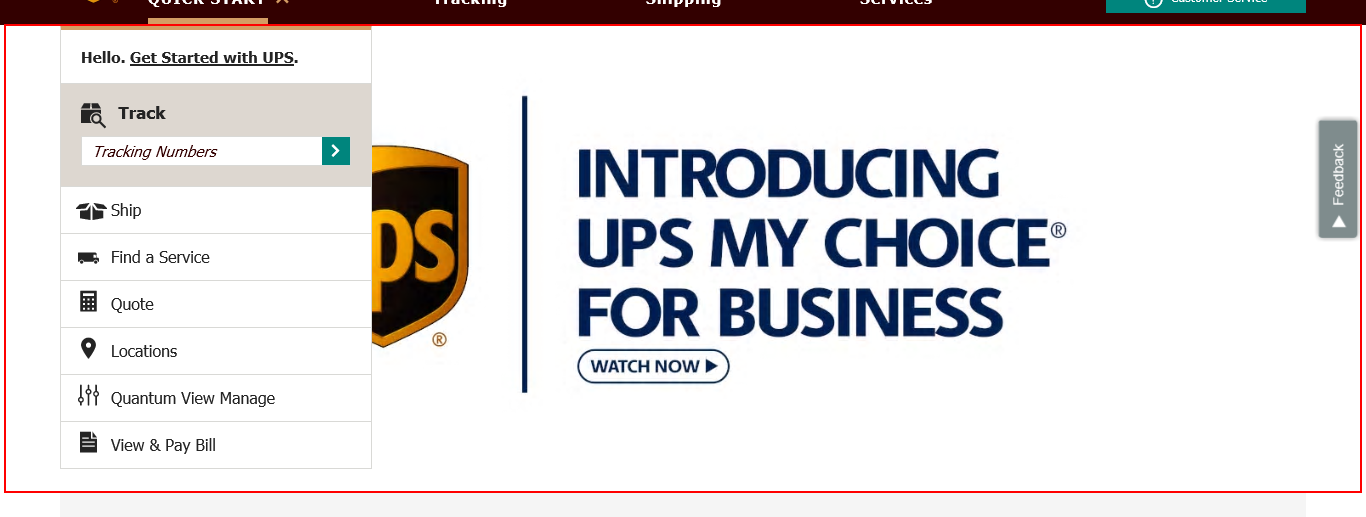 QUICK START
Tracking
Shipping
Services
Customer Service
Hello. Get Started with UPS.
Track
Tracking Numbers
Ship
Find a Service
Quote
Locations
Quantum View Manage
View & Pay Bill
ps
®
INTRODUCING
UPS MY CHOICE®
FOR BUSINESS
WATCH NOW
Feedback